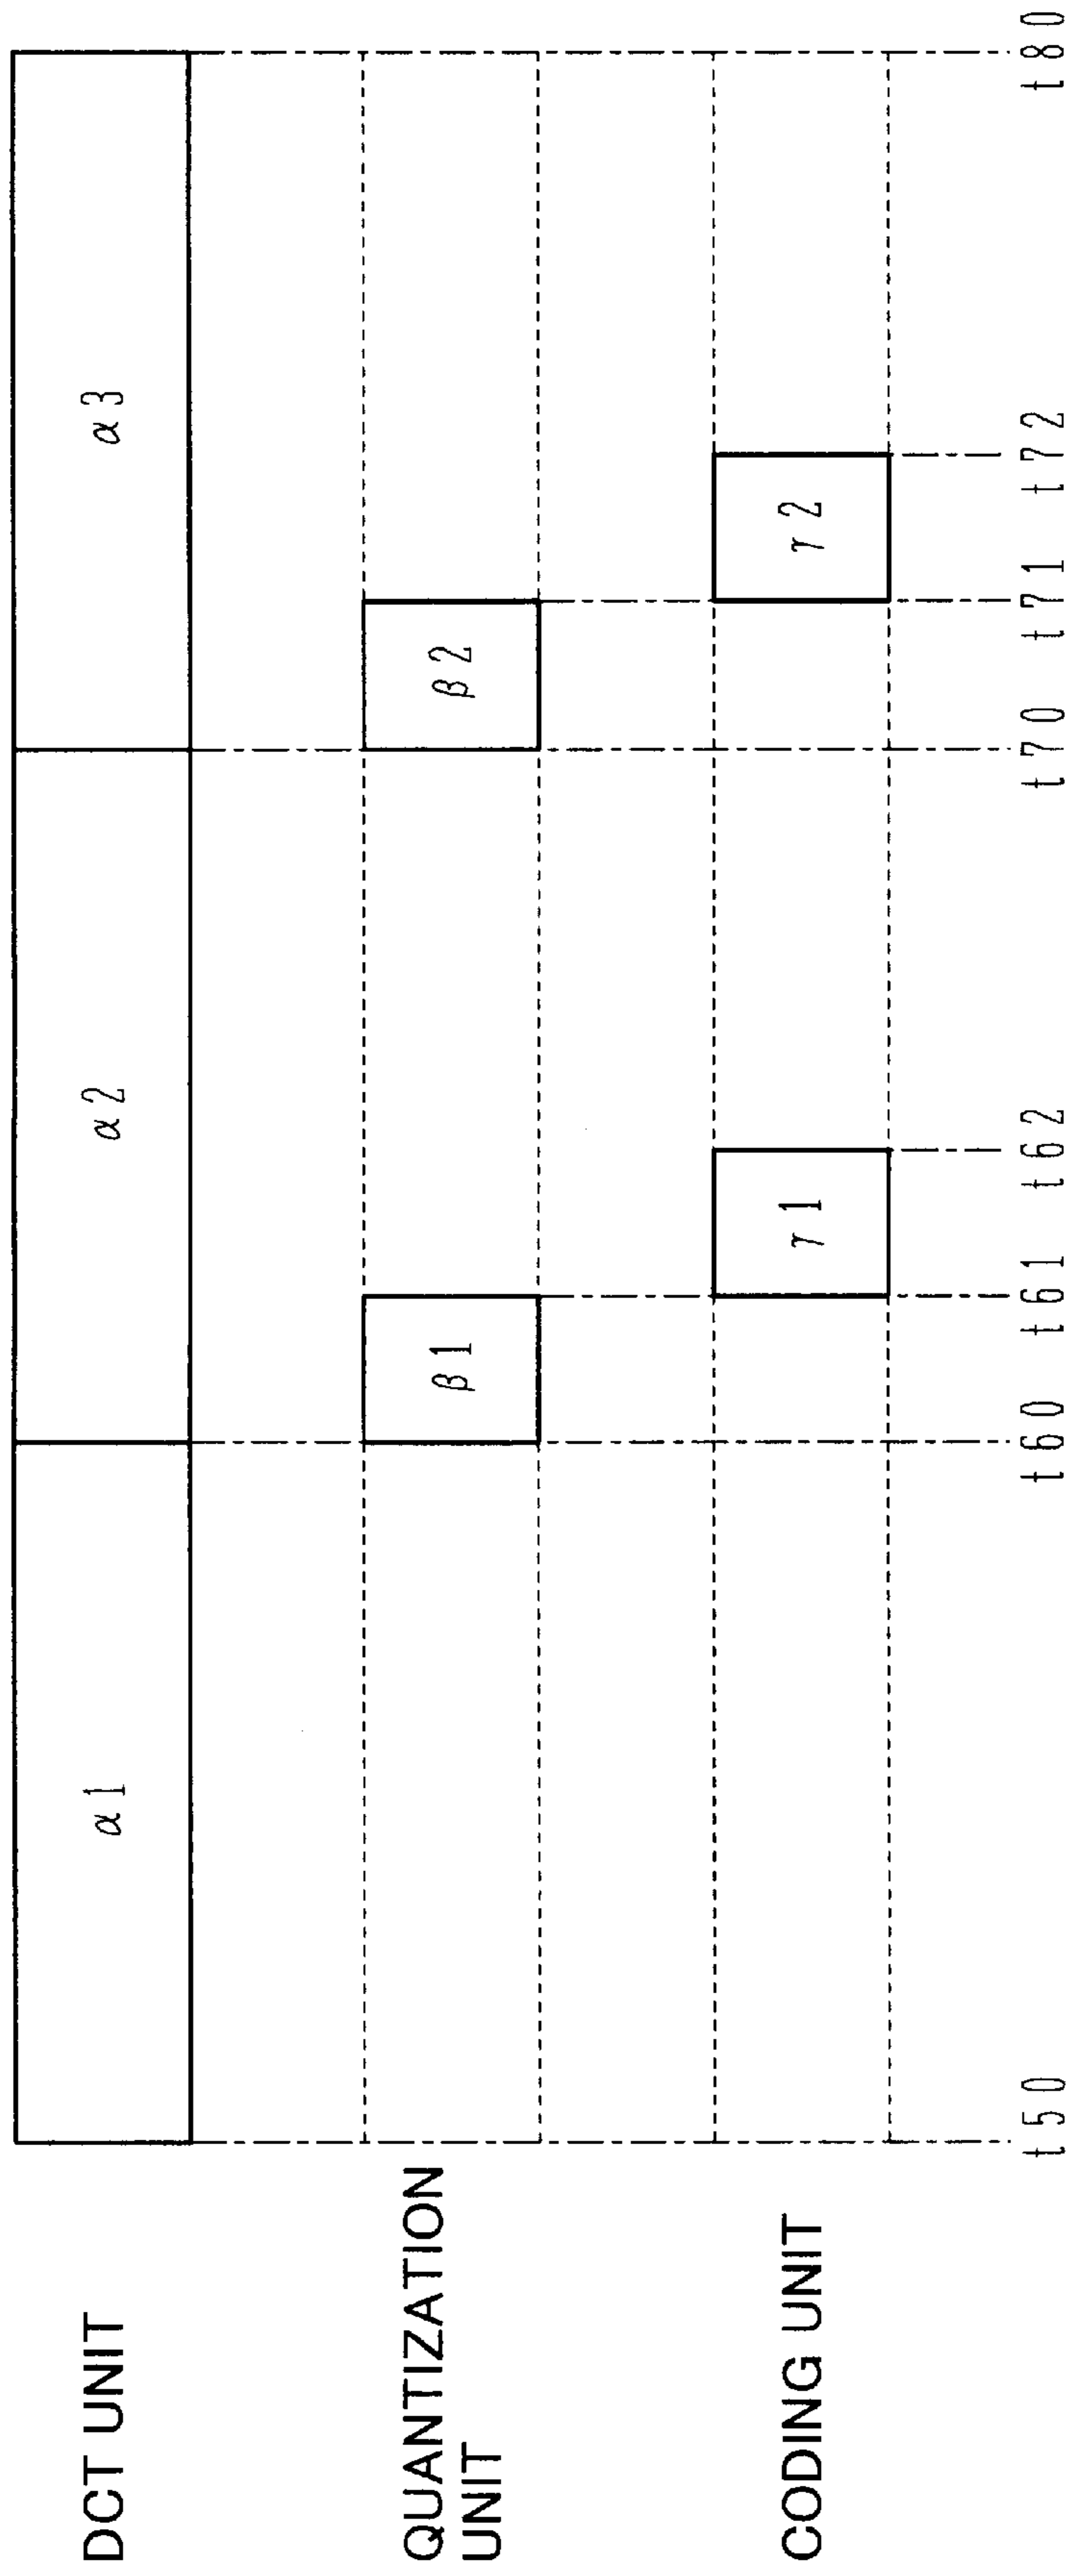 DCT UNIT
α1
α2
α3
QUANTIZATION
UNIT
β1
β2
CODING UNIT
γ1
γ2
t50
t60
t61
t62
t70
t71
t72
t80